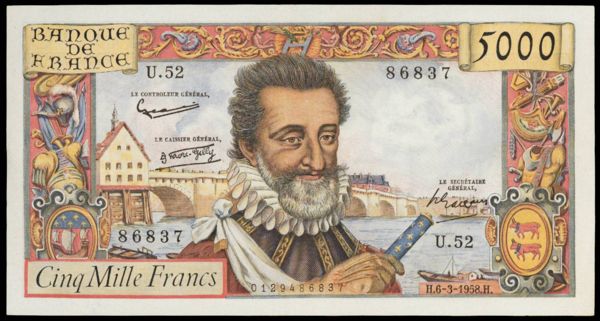 BANQUE
DE
FRANCE
5000
U.52
86837
LE CONTROLEUR GÉNÉRAL,
LE CAISSIER GÉNÉRAL,
LE SECRÉTAIRE
GÉNÉRAL,
86837
U.52
Cinq Mille Francs
0129486837
H.6-3-1958.H.